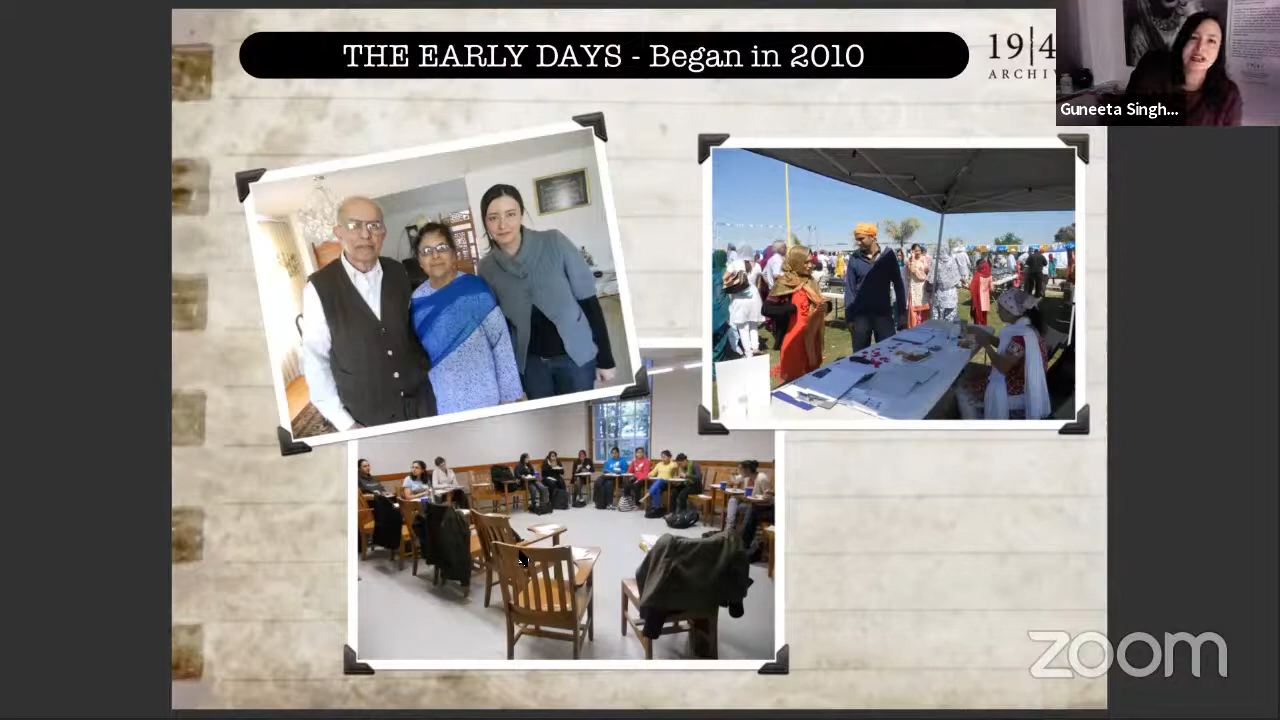 THE EARLY DAYS - Began in 2010
19|4
ARCHIV
Guneeta Singh...
zoom